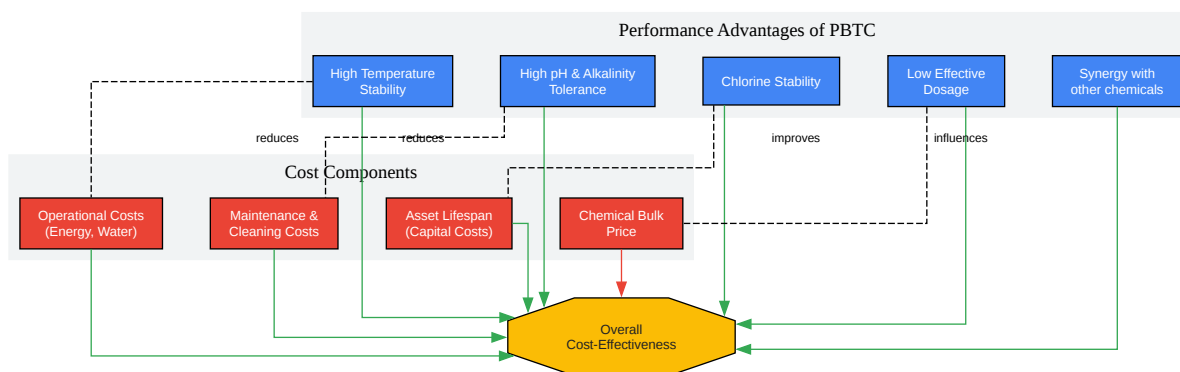 Performance Advantages of PBTC
High Temperature
Stability
High pH & Alkalinity
Tolerance
Chlorine Stability
Low Effective
Dosage
Synergy with
other chemicals
reduces
reduces
improves
influences
Cost Components
Operational Costs
(Energy, Water)
Maintenance &
Cleaning Costs
Asset Lifespan
(Capital Costs)
Chemical Bulk
Price
Overall
Cost-Effectiveness